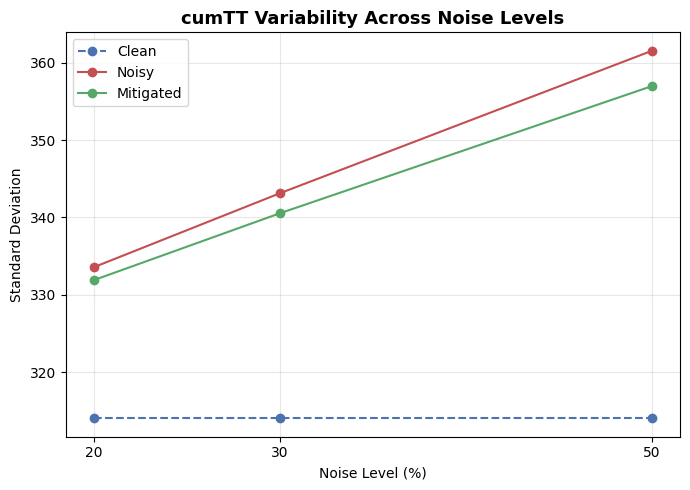 cumTT Variability Across Noise Levels
Clean
Noisy
Mitigated
Standard Deviation
360
350
340
330
320
20
30
50
Noise Level (%)